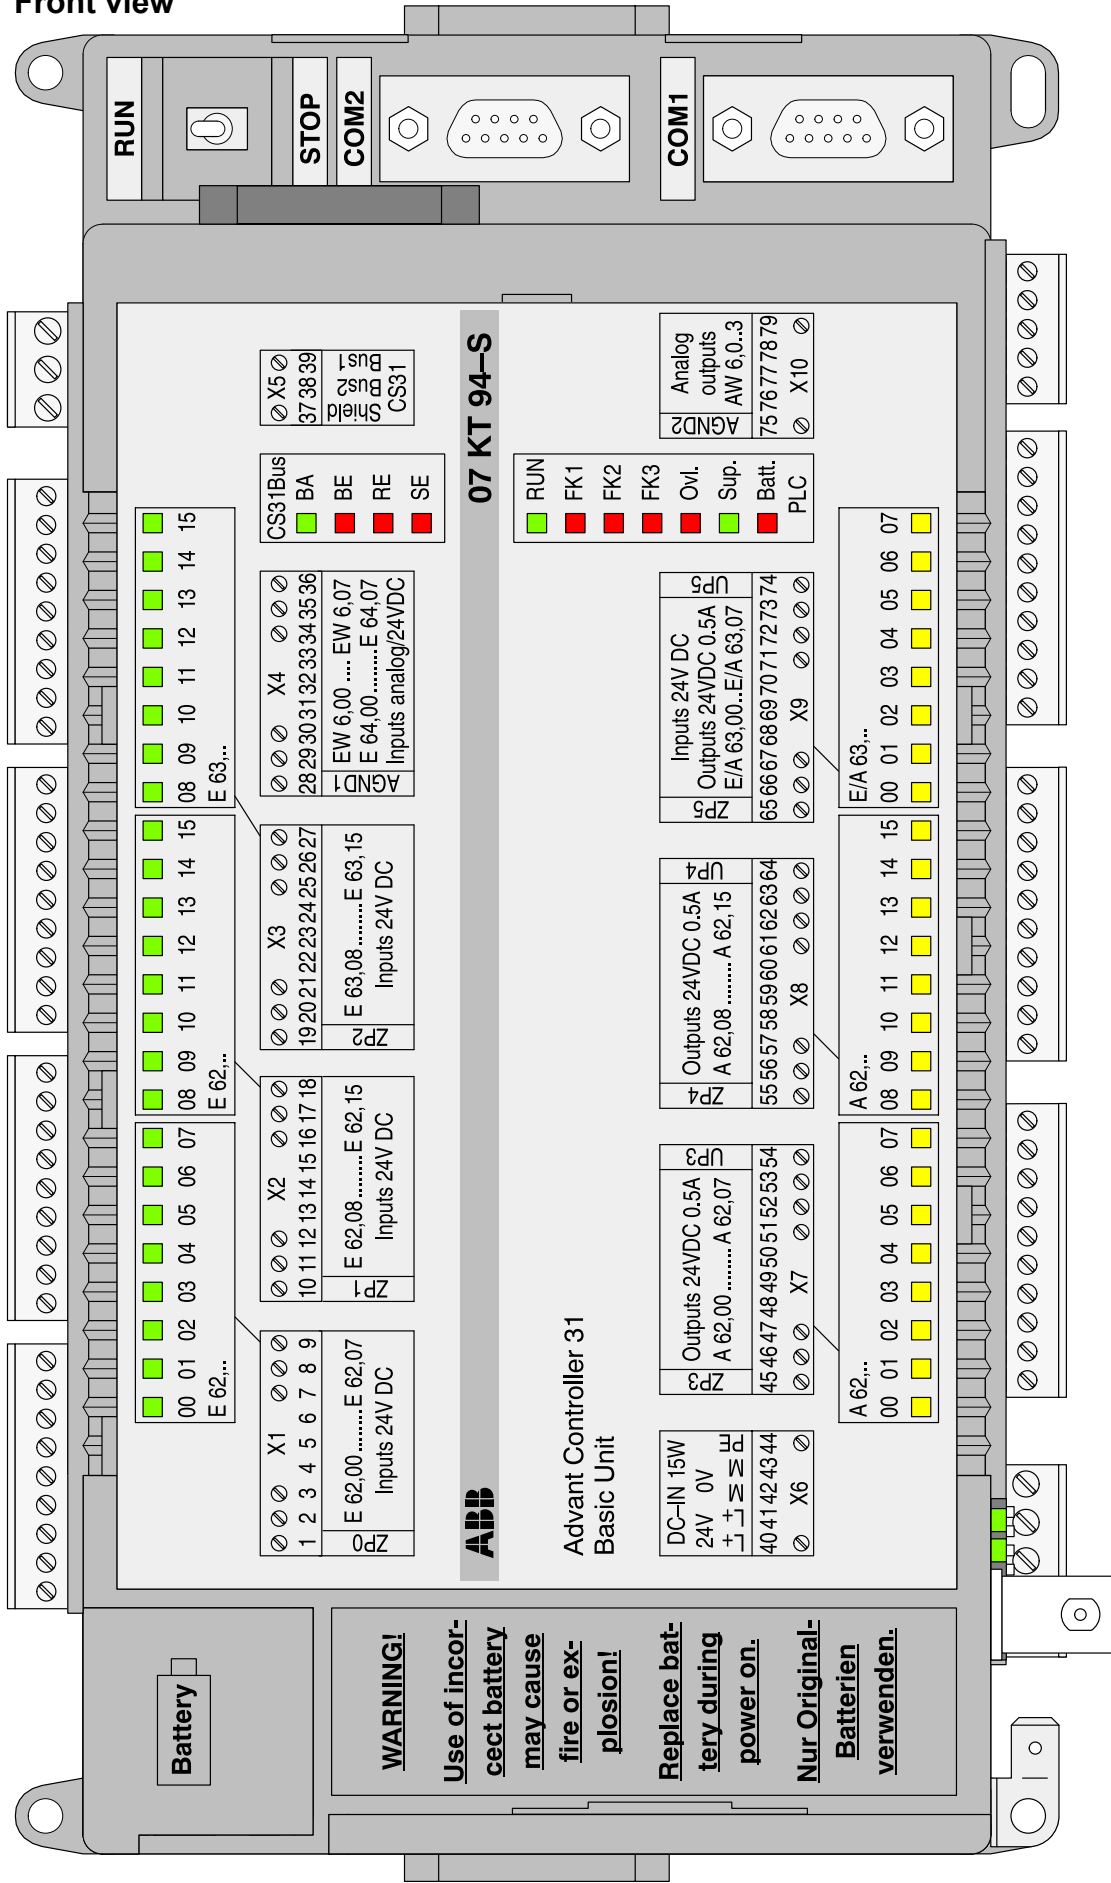 Front view
RUN
STOP
COM2
COM1
00 01 02 03 04 05 06 07
E 62,..
08 09 10 11 12 13 14 15
E 62,..
08 09 10 11 12 13 14 15
E 63,..
X1
1 2 3 4 5 6 7 8 9
ZP0
E 62,00.........E 62,07
Inputs 24V DC
X2
10 11 12 13 14 15 16 17 18
ZP1
E 62,08.........E 62,15
Inputs 24V DC
X3
19 20 21 22 23 24 25 26 27
ZP2
E 63,08.........E 63,15
Inputs 24V DC
X4
28 29 30 31 32 33 34 35 36
AGND1
EW 6,00 .... EW 6,07
E 64,00.........E 64,07
Inputs analog/24VDC
CS31Bus
BA
BE
RE
SE
X5
37 38 39
Shield
Bus2
Bus1
CS31
ABB
07 KT 94–S
Advant Controller 31
Basic Unit
RUN
FK1
FK2
FK3
Ovl.
Sup.
Batt.
PLC
DC–IN 15W
24V 0V
L+ L+ M M PE
40 41 42 43 44
X6
ZP3
Outputs 24VDC 0.5A
A 62,00.........A 62,07
UP3
45 46 47 48 49 50 51 52 53 54
X7
ZP4
Outputs 24VDC 0.5A
A 62,08.........A 62,15
UP4
55 56 57 58 59 60 61 62 63 64
X8
ZP5
Inputs 24V DC
Outputs 24VDC 0.5A
E/A 63,00..E/A 63,07
UP5
65 66 67 68 69 70 71 72 73 74
X9
AGND2
Analog
outputs
AW 6,0..3
75 76 77 78 79
X10
A 62,..
00 01 02 03 04 05 06 07
A 62,..
08 09 10 11 12 13 14 15
E/A 63,..
00 01 02 03 04 05 06 07
Battery
WARNING!
Use of incor-
cect battery
may cause
fire or ex-
plosion!
Replace bat-
tery during
power on.
Nur Original-
Batterien
verwenden.